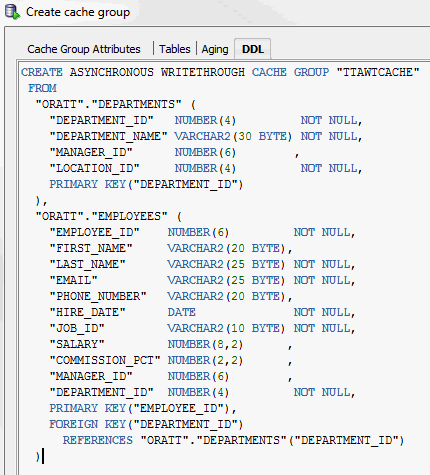 Create cache group
Cache Group Attributes | Tables | Aging | DDL
CREATE ASYNCHRONOUS WRITETHROUGH CACHE GROUP "TTAWTCACHE"
FROM
"ORATT"."DEPARTMENTS" (
"DEPARTMENT_ID" NUMBER(4) NOT NULL,
"DEPARTMENT_NAME" VARCHAR2(30 BYTE) NOT NULL,
"MANAGER_ID" NUMBER(6) ,
"LOCATION_ID" NUMBER(4) NOT NULL,
PRIMARY KEY("DEPARTMENT_ID")
),
"ORATT"."EMPLOYEES" (
"EMPLOYEE_ID" NUMBER(6) NOT NULL,
"FIRST_NAME" VARCHAR2(20 BYTE),
"LAST_NAME" VARCHAR2(25 BYTE) NOT NULL,
"EMAIL" VARCHAR2(25 BYTE) NOT NULL,
"PHONE_NUMBER" VARCHAR2(20 BYTE),
"HIRE_DATE" DATE NOT NULL,
"JOB_ID" VARCHAR2(10 BYTE) NOT NULL,
"SALARY" NUMBER(8,2) ,
"COMMISSION_PCT" NUMBER(2,2) ,
"MANAGER_ID" NUMBER(6) ,
"DEPARTMENT_ID" NUMBER(4) NOT NULL,
PRIMARY KEY("EMPLOYEE_ID"),
FOREIGN KEY("DEPARTMENT_ID")
REFERENCES "ORATT"."DEPARTMENTS"("DEPARTMENT_ID")
)